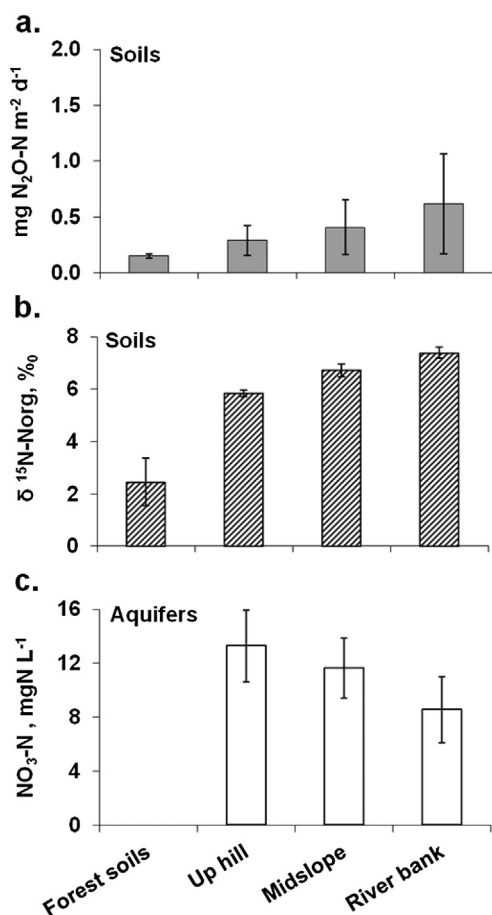 a.
Soils
mg N₂O-N m⁻² d⁻¹
2.0
1.5
1.0
0.5
0.0
b.
Soils
δ ¹⁵N-Norg, ‰
8
6
4
2
0
c.
Aquifers
NO₃-N , mgN L⁻¹
16
12
8
4
0
Forest soils
Up hill
Midslope
River bank